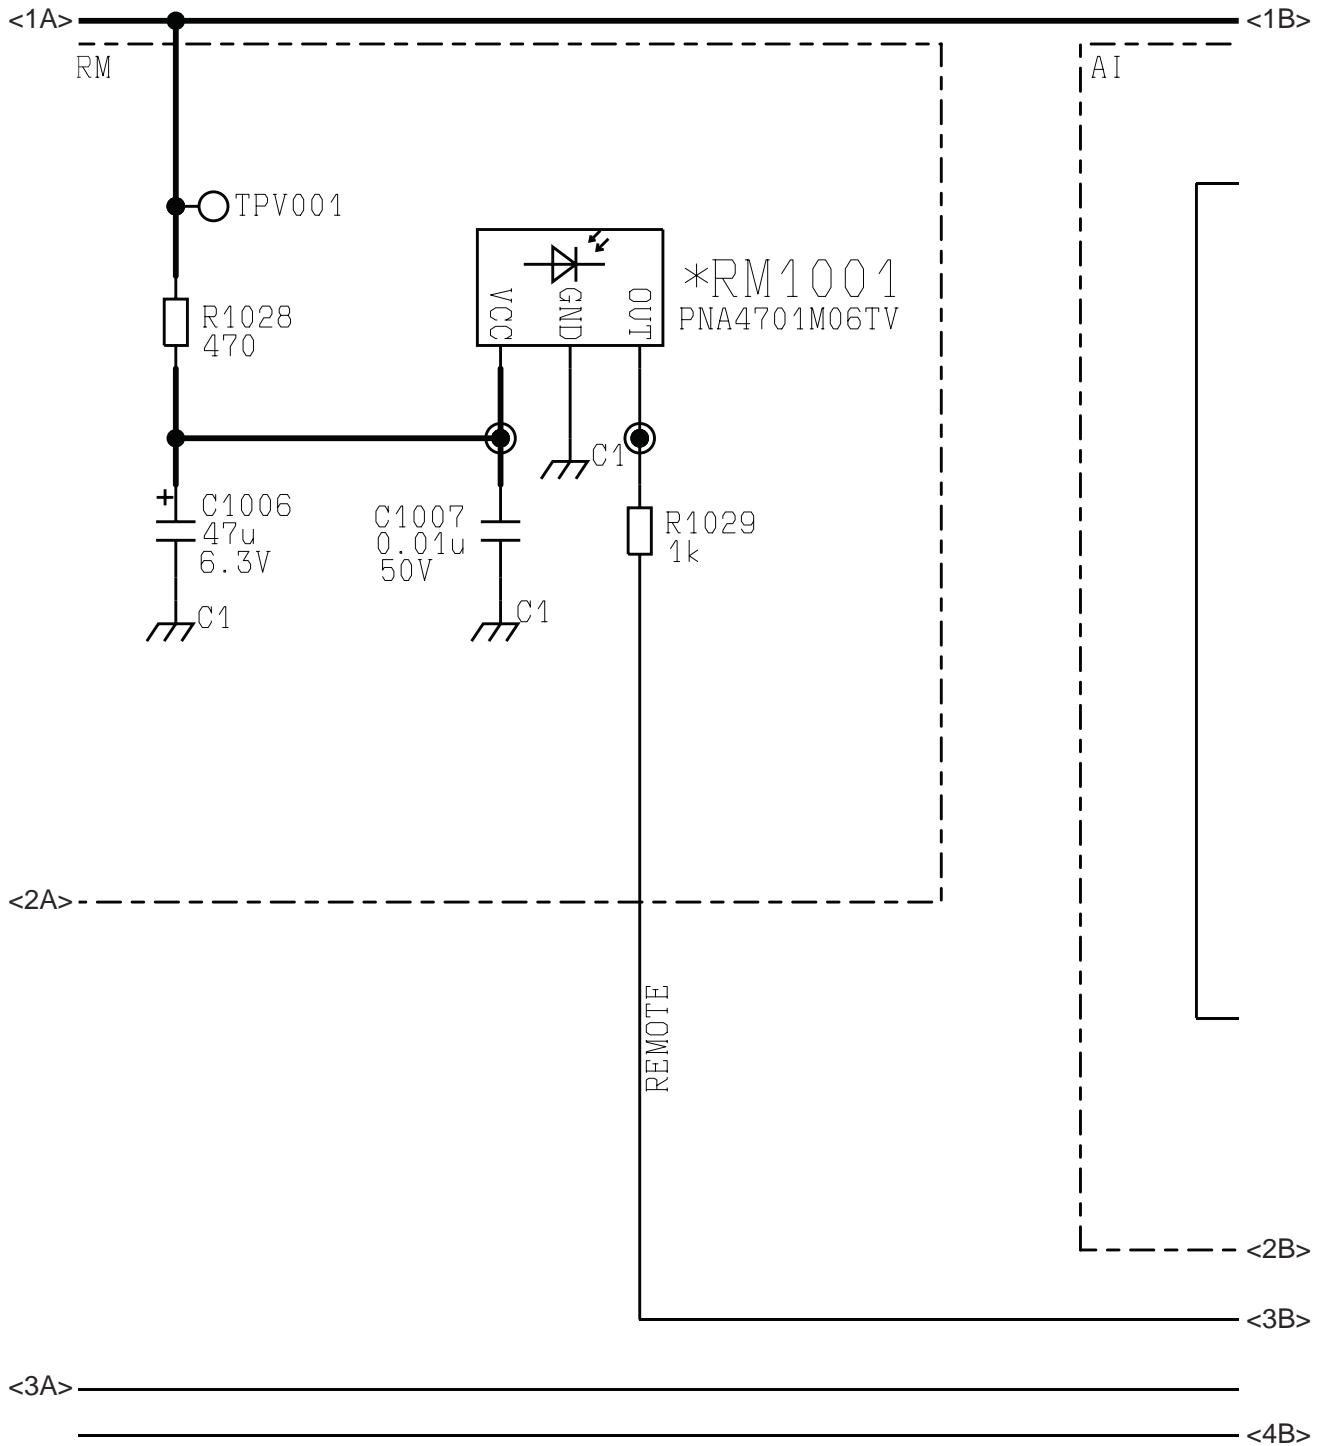 <1A>
<1B>
RM
AI
TPV001
*RM1001
PNA4701M06TV
VCC
GND
OUT
R1028
470
C1
+
C1006
47u
6.3V
C1007
0.01u
50V
R1029
1k
C1
C1
<2A>
REMOTE
<2B>
<3B>
<3A>
<4B>